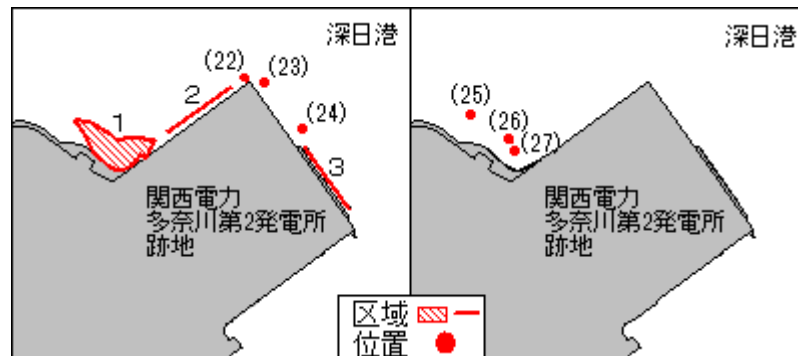 深日港
(22)
(23)
2
1
(24)
3
関西電力
多奈川第2発電所
跡地
深日港
(25)
(26)
(27)
関西電力
多奈川第2発電所
跡地
区域
位置